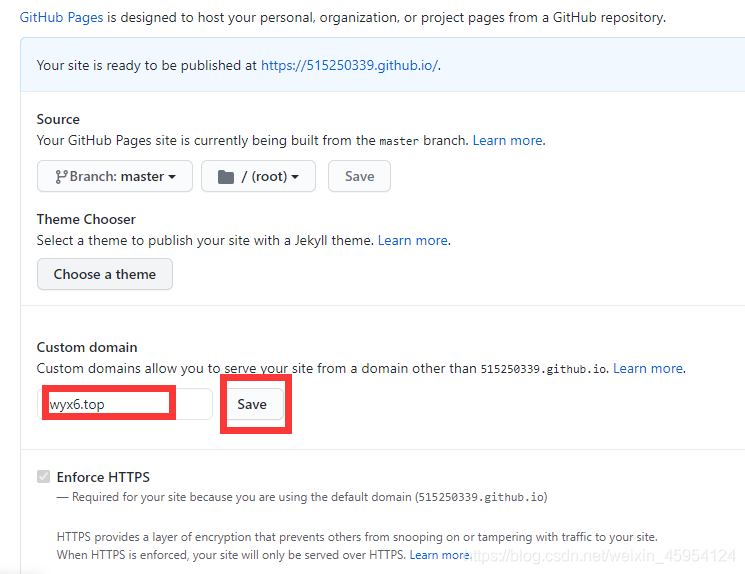 GitHub Pages is designed to host your personal, organization, or project pages from a GitHub repository.
Your site is ready to be published at https://515250339.github.io/.
Source
Your GitHub Pages site is currently being built from the master branch. Learn more.
Branch: master / (root) Save
Theme Chooser
Select a theme to publish your site with a Jekyll theme. Learn more.
Choose a theme
Custom domain
Custom domains allow you to serve your site from a domain other than 515250339.github.io. Learn more.
wyx6.top Save
Enforce HTTPS
— Required for your site because you are using the default domain (515250339.github.io)
HTTPS provides a layer of encryption that prevents others from snooping on or tampering with traffic to your site.
When HTTPS is enforced, your site will only be served over HTTPS. Learn more.
https://blog.csdn.net/weixin_45954124